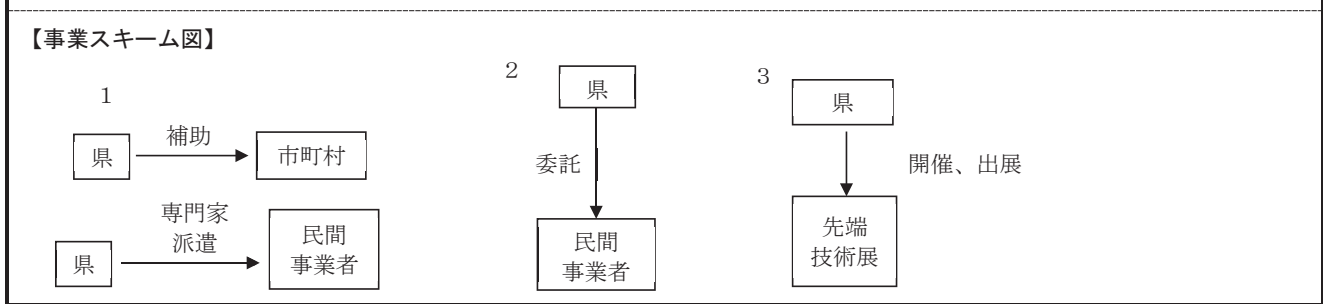 【事業スキーム図】
1
県
補助
市町村
県
専門家
派遣
民間
事業者
2
県
委託
民間
事業者
3
県
開催、出展
先端
技術展